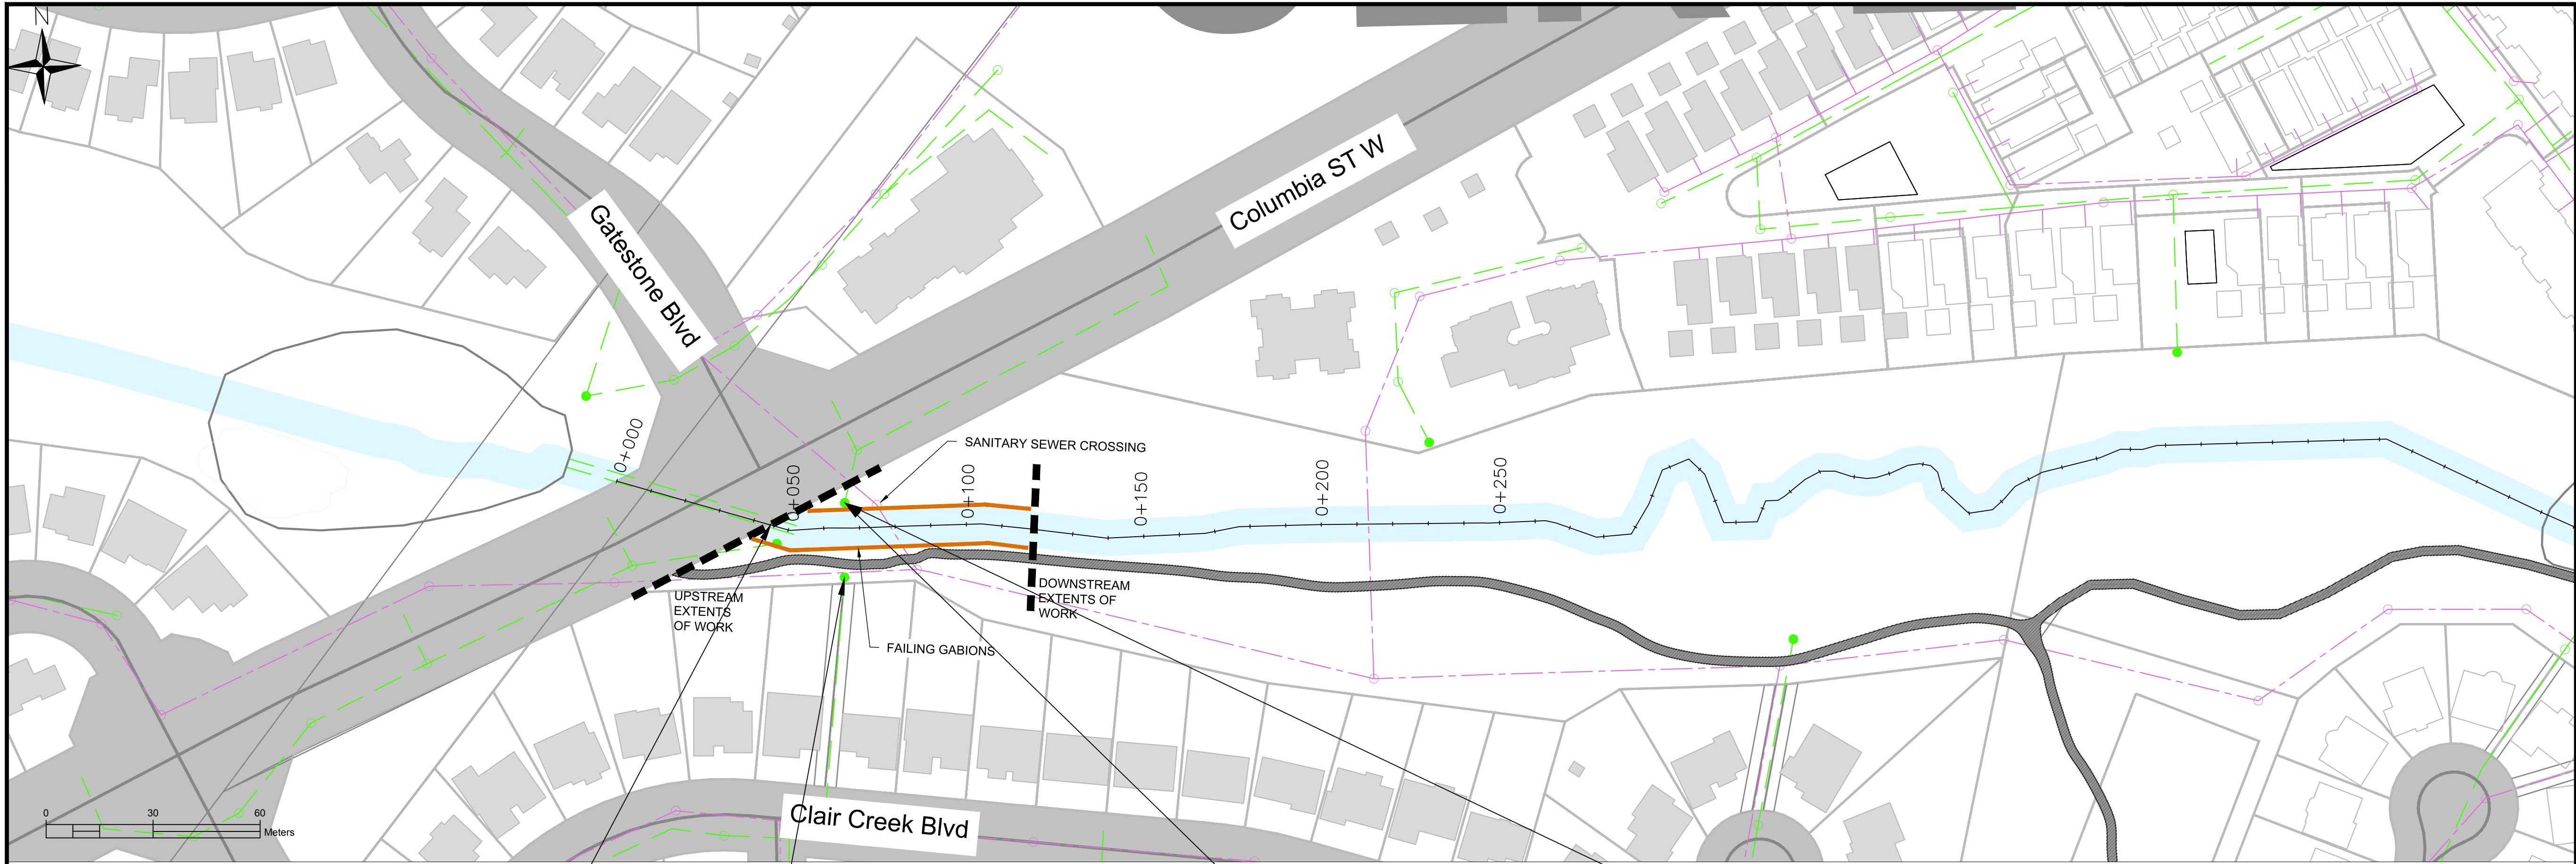 N
Gatestone Blvd
Columbia ST W
0+000
0+050
0+100
0+150
0+200
0+250
SANITARY SEWER CROSSING
UPSTREAM
EXTENTS
OF WORK
DOWNSTREAM
EXTENTS OF
WORK
FAILING GABIONS
Clair Creek Blvd
0 30 60
Meters